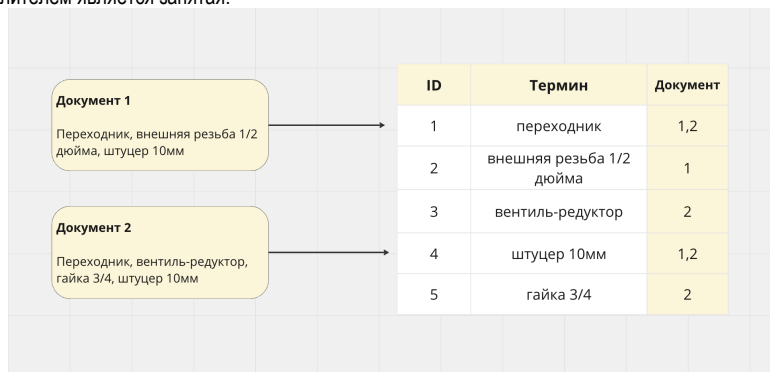 является запятая.
Документ 1
Переходник, внешняя резьба 1/2
дюйма, штуцер 10мм
Документ 2
Переходник, вентиль-редуктор,
гайка 3/4, штуцер 10мм
ID Термин Документ
1 переходник 1,2
2 внешняя резьба 1/2 дюйма 1
3 вентиль-редуктор 2
4 штуцер 10мм 1,2
5 гайка 3/4 2